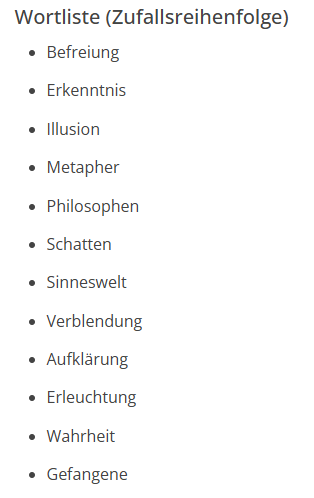 Wortliste (Zufallsreihenfolge)
• Befreiung
• Erkenntnis
• Illusion
• Metapher
• Philosophen
• Schatten
• Sinneswelt
• Verblendung
• Aufklärung
• Erleuchtung
• Wahrheit
• Gefangene